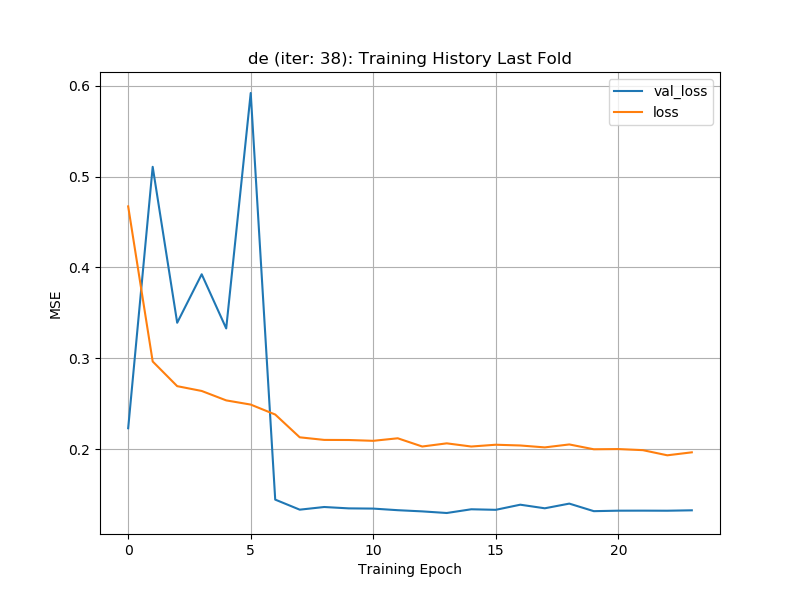 de (iter: 38): Training History Last Fold
val_loss
loss
0.6
0.5
0.4
0.3
0.2
MSE
0
5
10
15
20
Training Epoch